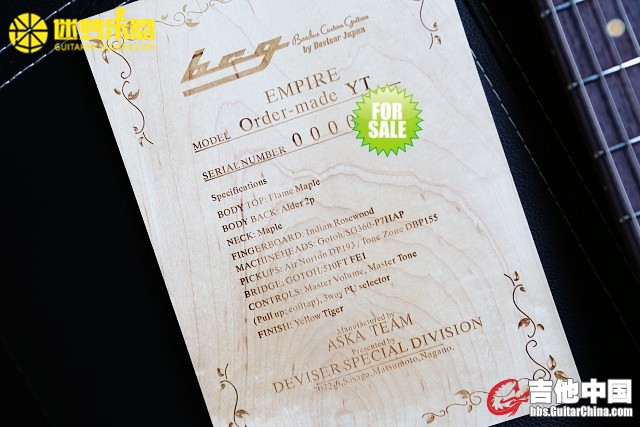 迷笛乐器
bcg Bacchus Custom Guitars
by Deviser Japan
EMPIRE
MODEL Order-made YT
SERIAL NUMBER 0000
FOR
SALE
Specifications
BODY TOP: Flame Maple
BODY BACK: Alder 2p
NECK: Maple
FINGERBOARD: Indian Rosewood
MACHINEHEADS: Gotoh/SG360-P7HAP
PICKUPS: Air Norton DP193 / Tone Zone DBP155
BRIDGE: GOTOH/510FT FE1
CONTROLS: Master Volume, Master Tone
(Pull up: coiltap), 3way PU selector
FINISH: Yellow Tiger
Manufactured by
ASKA TEAM
Presented by
DEVISER SPECIAL DIVISION
Matsumoto, Nagano.
吉他中国
bbs.GuitarChina.com